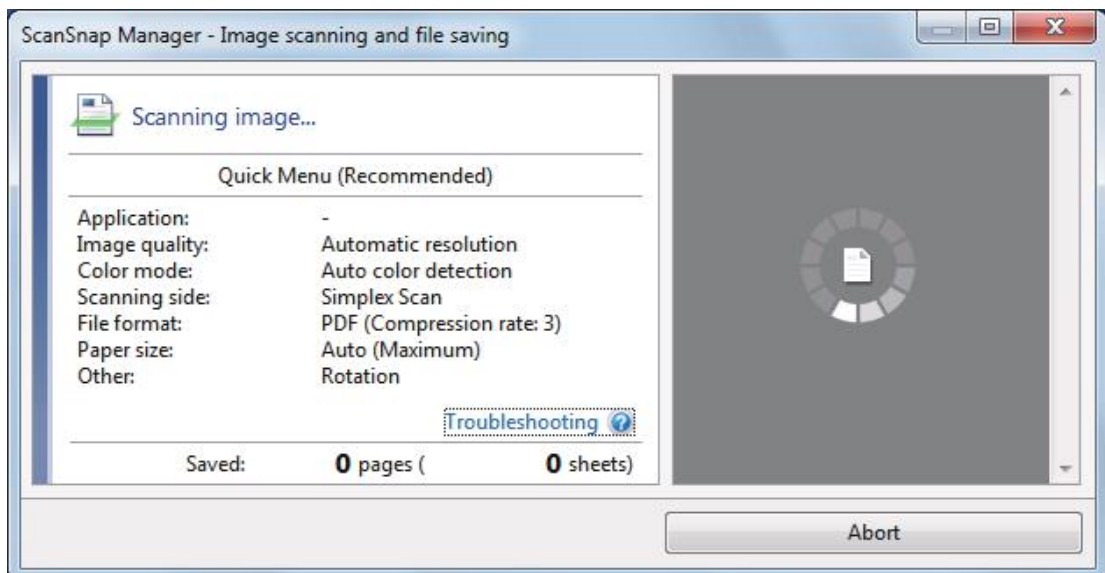 ScanSnap Manager - Image scanning and file saving
Scanning image...
Quick Menu (Recommended)
Application: -
Image quality: Automatic resolution
Color mode: Auto color detection
Scanning side: Simplex Scan
File format: PDF (Compression rate: 3)
Paper size: Auto (Maximum)
Other: Rotation
Troubleshooting ?
Saved: 0 pages ( 0 sheets)
Abort